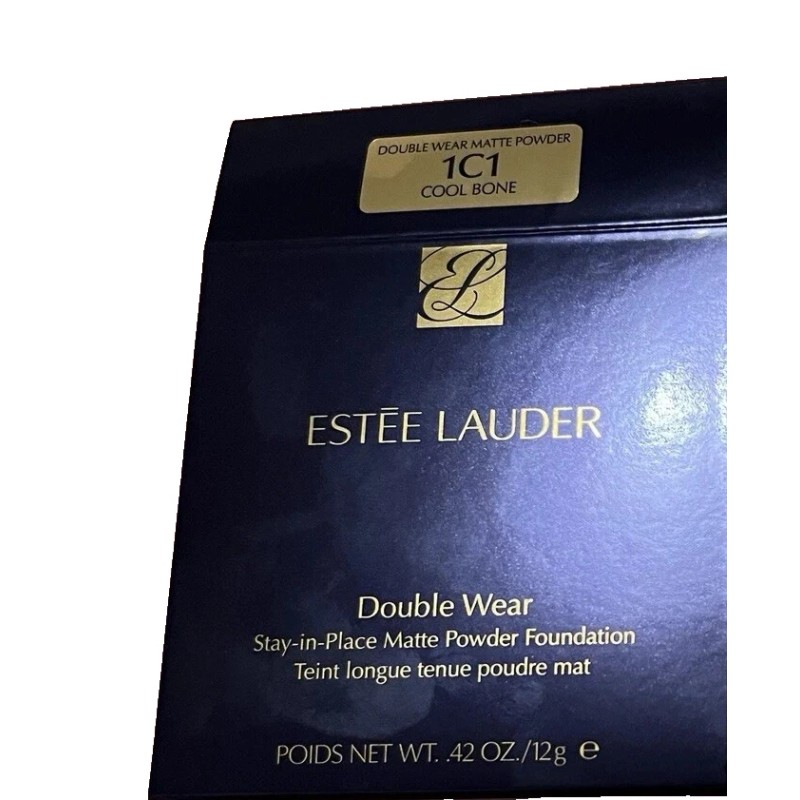 DOUBLE WEAR MATTE POWDER
1C1
COOL BONE
ESTĒE LAUDER
Double Wear
Stay-in-Place Matte Powder Foundation
Teint longue tenue poudre mat
POIDS NET WT. .42 OZ./12g ℮